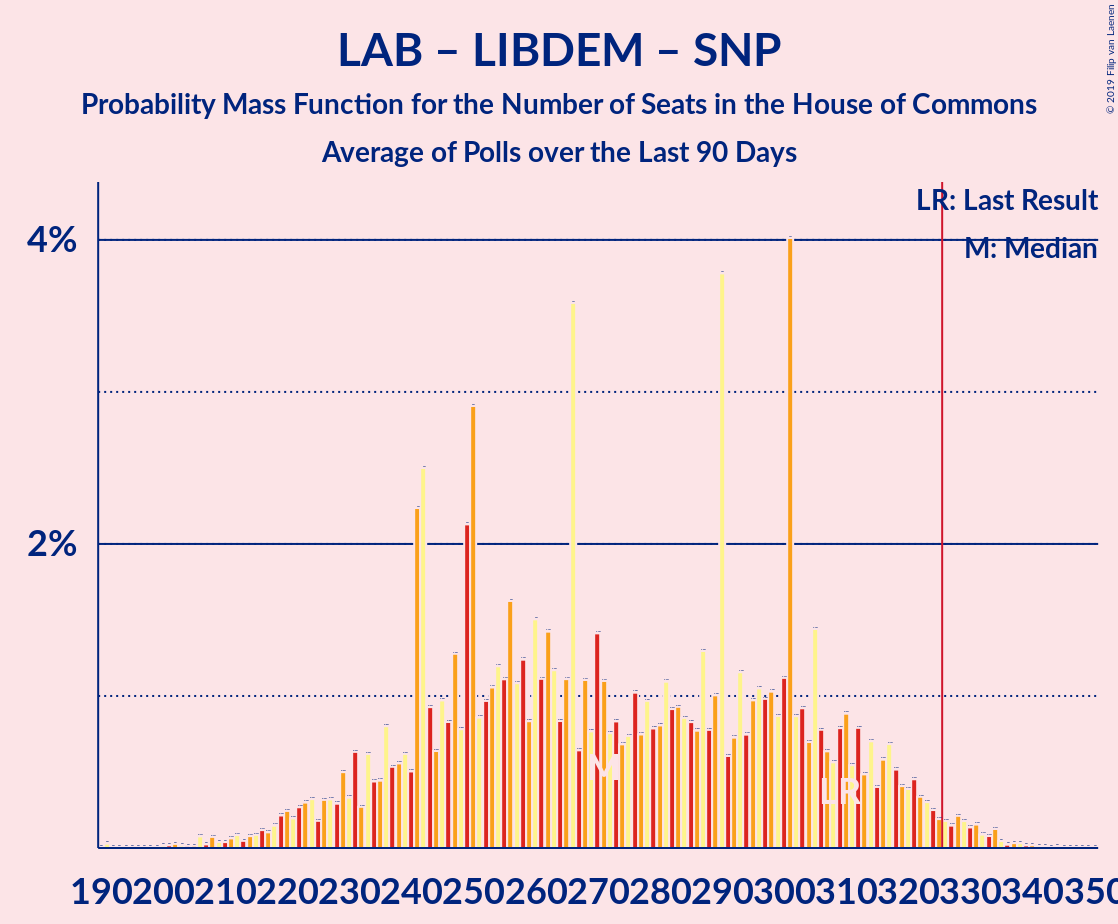 LAB – LIBDEM – SNP
Probability Mass Function for the Number of Seats in the House of Commons
Average of Polls over the Last 90 Days
© 2019 Filip van Laenen
LR: Last Result
M: Median
4%
2%
M
LR
190 200 210 220 230 240 250 260 270 280 290 300 310 320 330 340 350